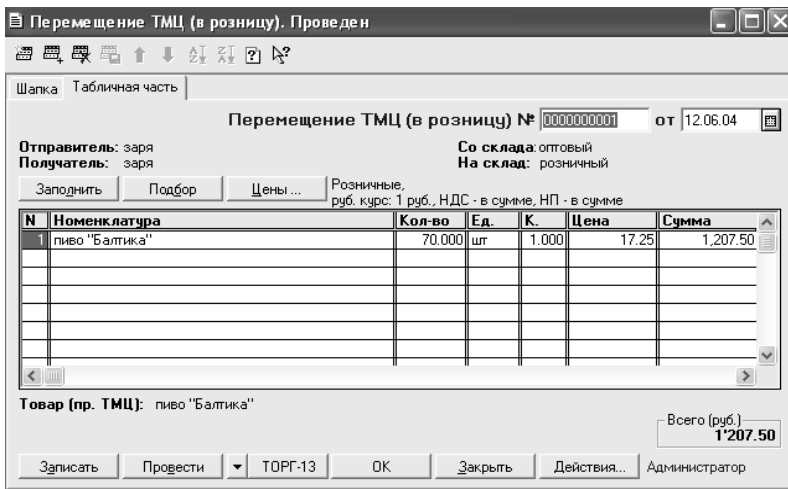 Перемещение ТМЦ (в розницу). Проведен
Шапка Табличная часть
Перемещение ТМЦ (в розницу) № 0000000001 от 12.06.04
Отправитель: заря Со склада: оптовый
Получатель: заря На склад: розничный
Заполнить Подбор Цены ... Розничные,
руб. курс: 1 руб., НДС - в сумме, НП - в сумме
N Номенклатура Кол-во Ед. К. Цена Сумма
1 пиво "Балтика" 70.000 шт 1.000 17.25 1,207.50
Товар (пр. ТМЦ): пиво "Балтика"
Всего (руб.)
1'207.50
Записать Провести ТОРГ-13 OK Закрыть Действия... Администратор